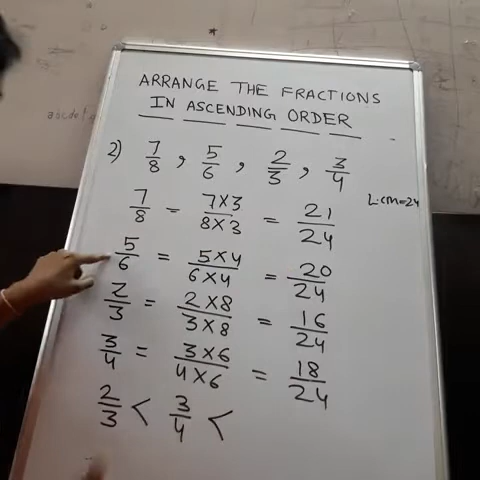 ARRANGE THE FRACTIONS
IN ASCENDING ORDER
2) 7/8 , 5/6 , 2/3 , 3/4
L.CM=24
7/8 = 7×3/8×3 = 21/24
5/6 = 5×4/6×4 = 20/24
2/3 = 2×8/3×8 = 16/24
3/4 = 3×6/4×6 = 18/24
2/3 < 3/4 <
abcdef